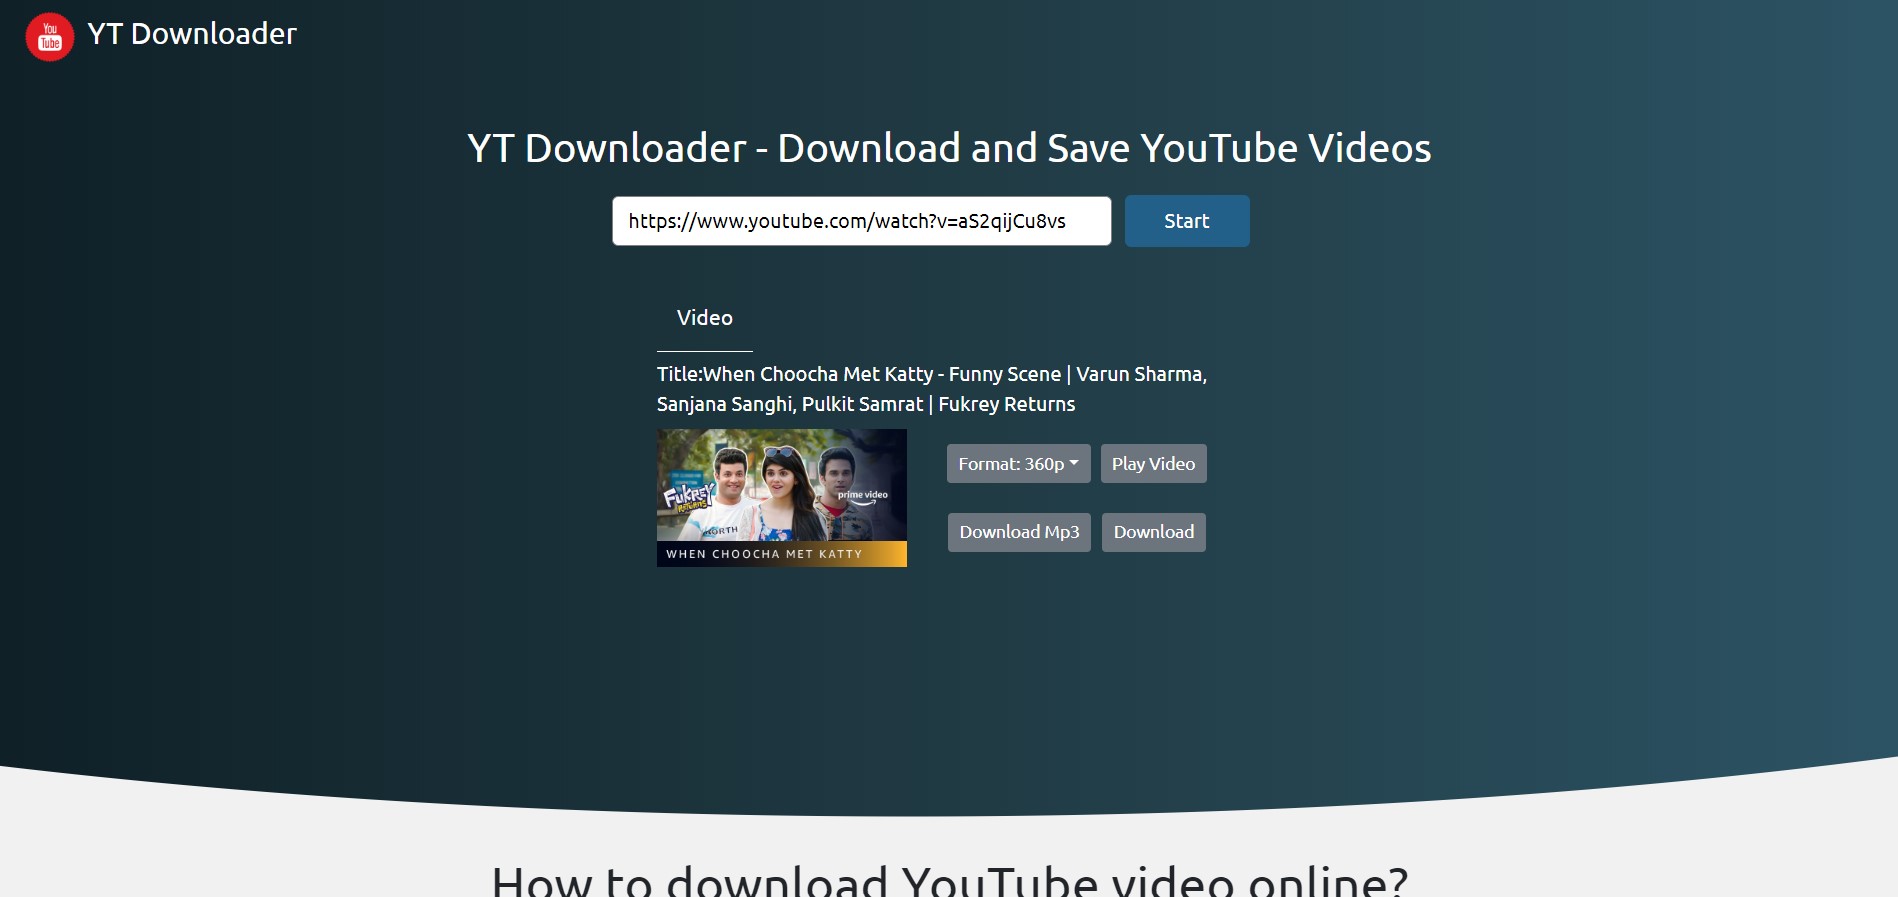 You
Tube
YT Downloader
YT Downloader - Download and Save YouTube Videos
https://www.youtube.com/watch?v=aS2qijCu8vs
Start
Video
Title:When Choocha Met Katty - Funny Scene | Varun Sharma,
Sanjana Sanghi, Pulkit Samrat | Fukrey Returns
FUKREY
RETURNS
prime video
NORTH
WHEN CHOOCHA MET KATTY
Format: 360p
Play Video
Download Mp3
Download
How to download YouTube video online?